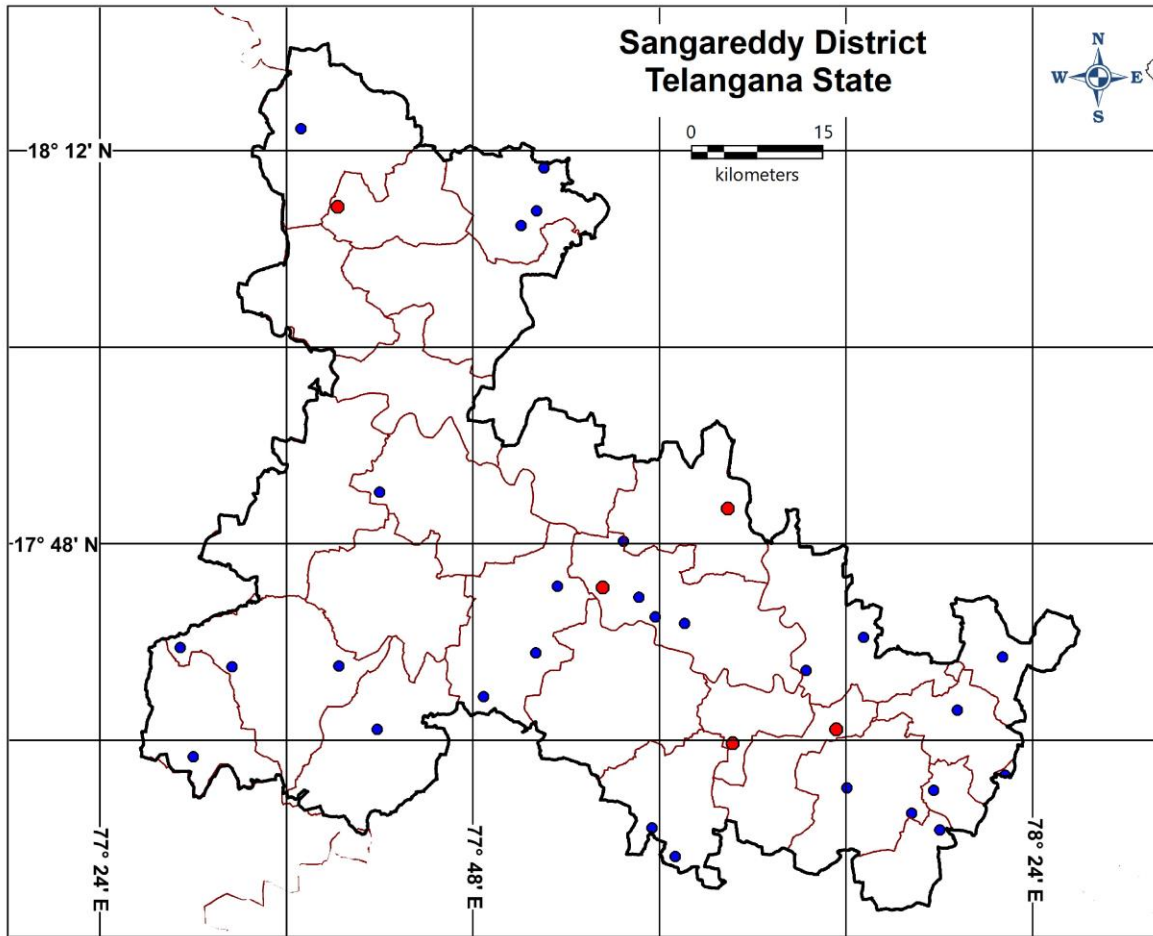 Sangareddy District
Telangana State
N
W E
S
0 15
kilometers
18° 12' N
17° 48' N
77° 24' E
77° 48' E
78° 24' E